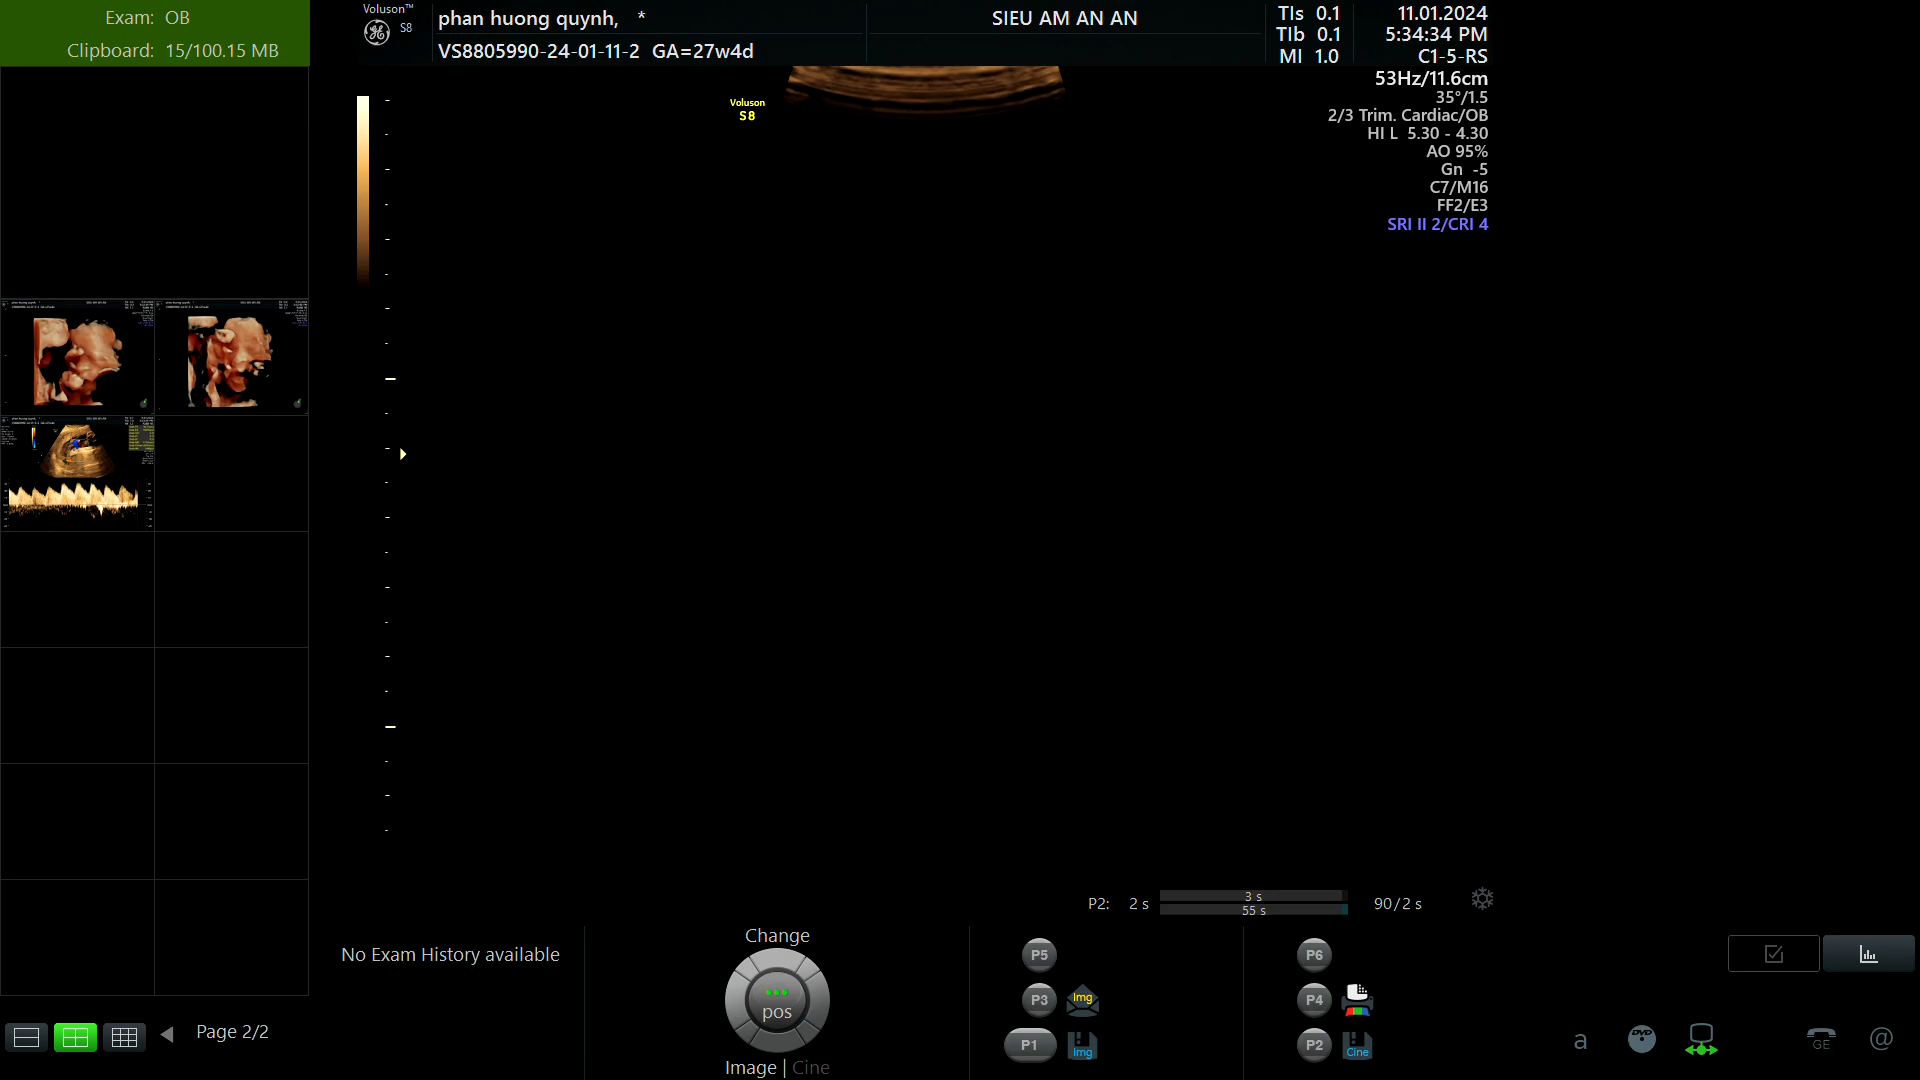 Exam: OB
Clipboard: 15/100.15 MB
Voluson™
S8
phan huong quynh, *
VS8805990-24-01-11-2 GA=27w4d
SIEU AM AN AN
TIs 0.1
TIb 0.1
MI 1.0
11.01.2024
5:34:34 PM
C1-5-RS
53Hz/11.6cm
35°/1.5
2/3 Trim. Cardiac/OB
HI L 5.30 - 4.30
AO 95%
Gn -5
C7/M16
FF2/E3
SRI II 2/CRI 4
Voluson
S8
P2: 2 s
3 s
55 s
90/2 s
No Exam History available
Change
pos
Image | Cine
P5
P3
Img
P1
Img
P6
P4
P2
Cine
Page 2/2
a
DVD
GE
@